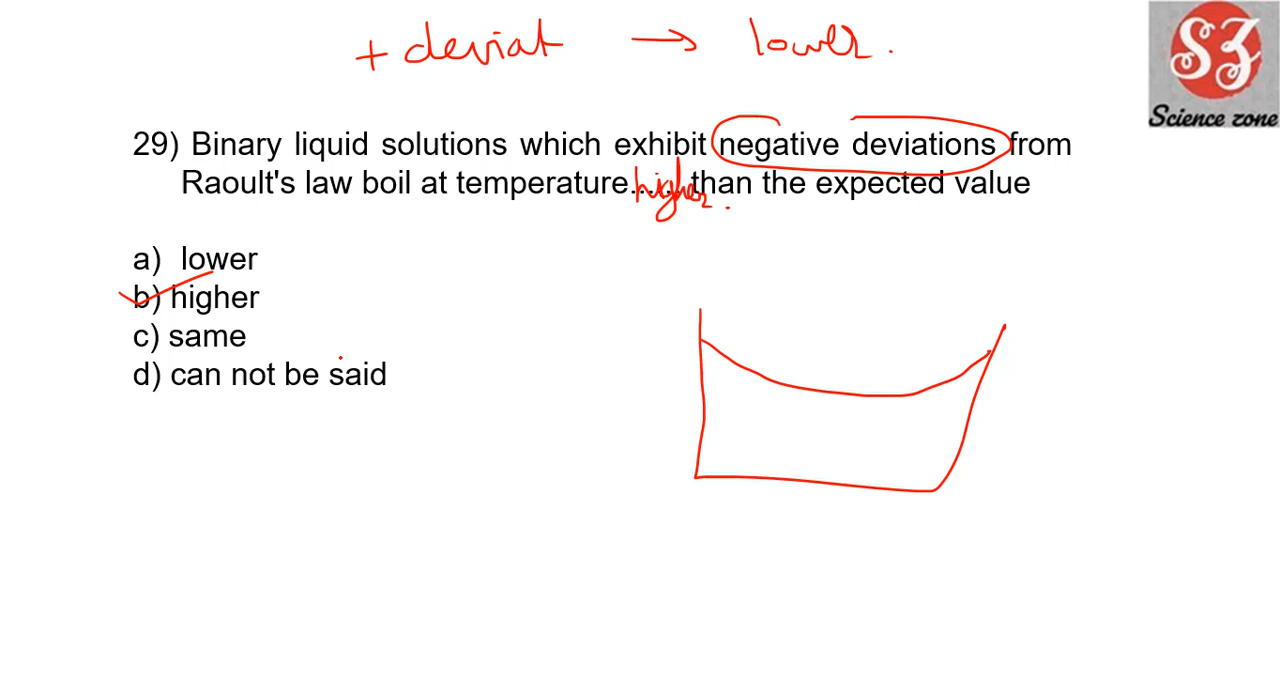 + deviat → lower.
SZ
Science zone
29) Binary liquid solutions which exhibit negative deviations from
Raoult's law boil at temperature...... than the expected value
higher.
a) lower
b) higher
c) same
d) can not be said